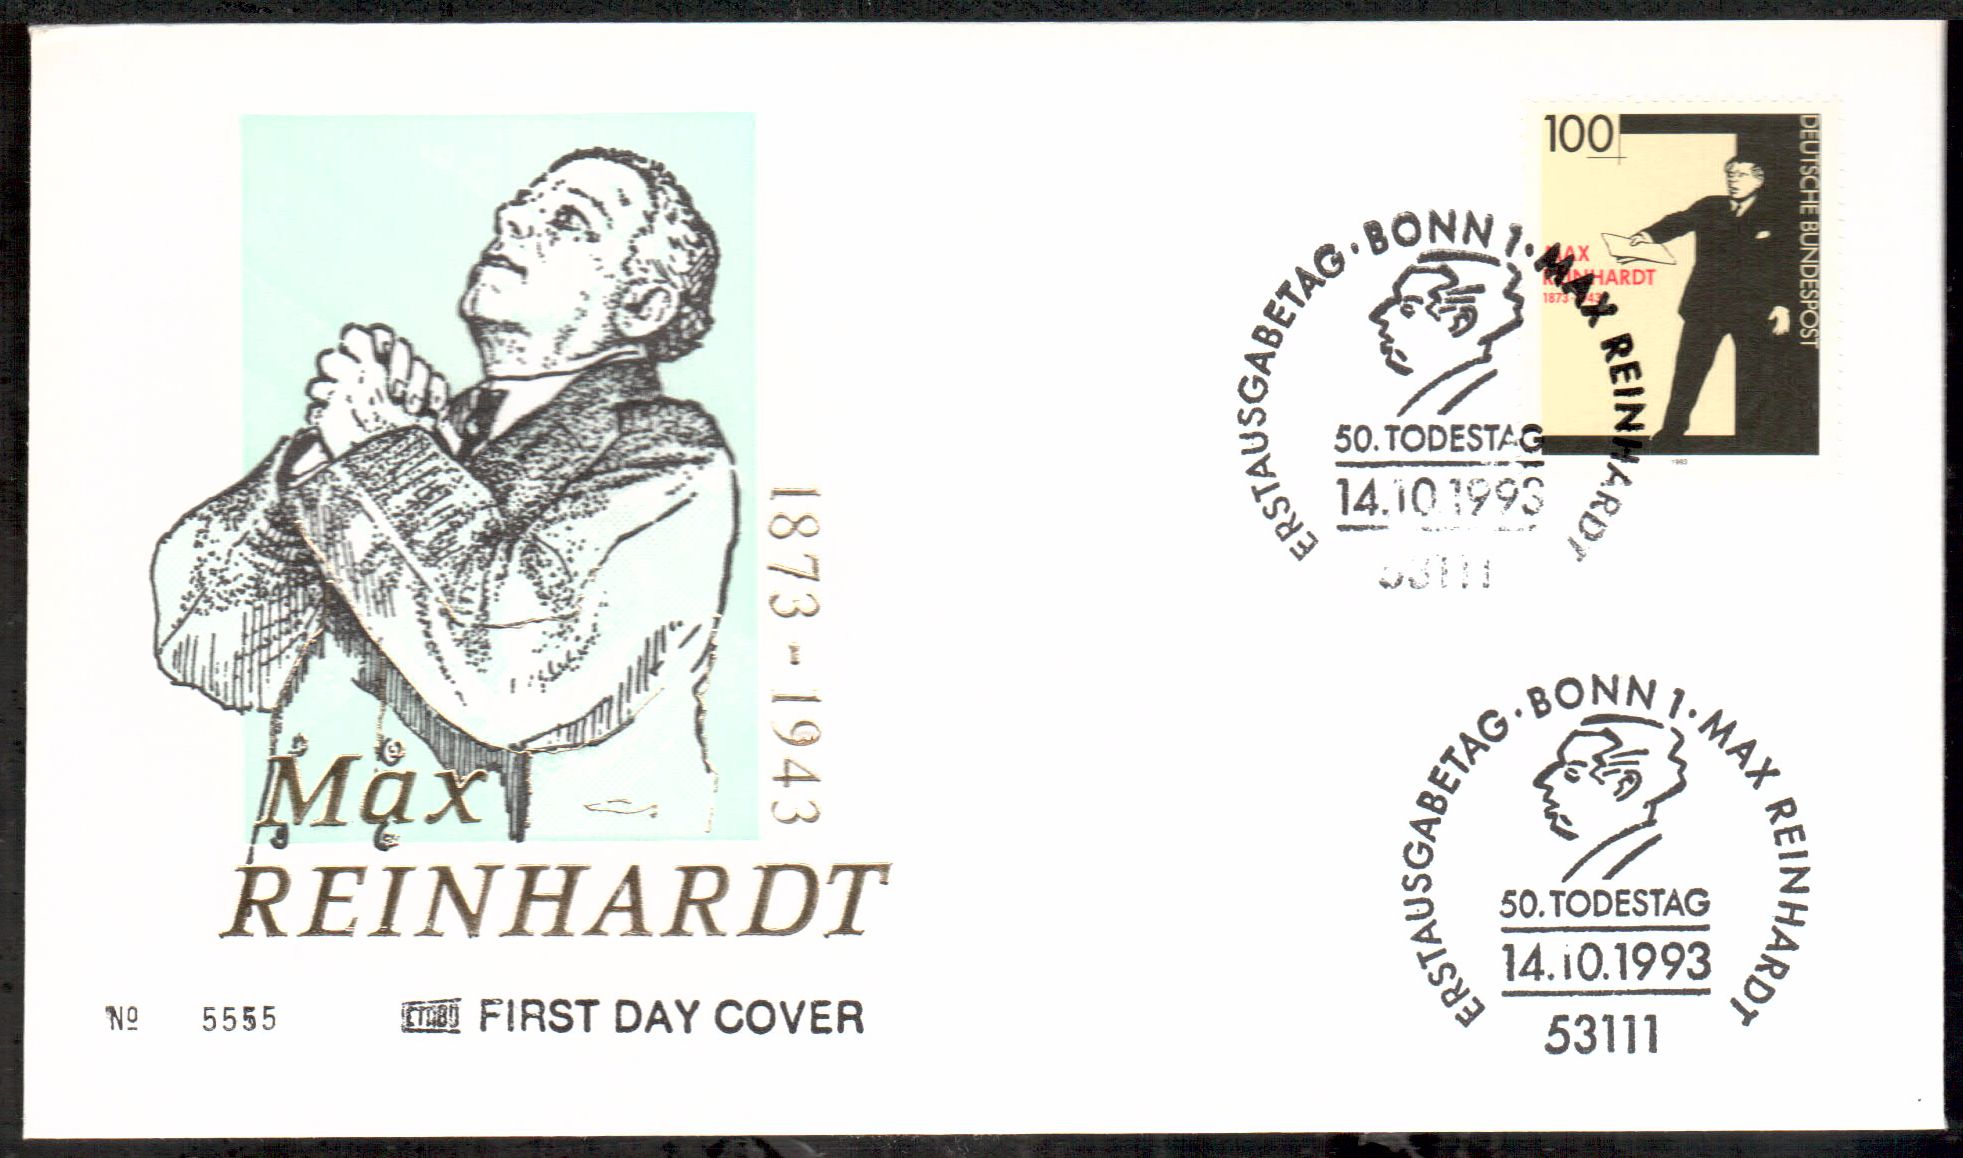 1873 - 1943
Max
REINHARDT
Nº 5555
ETABÜ FIRST DAY COVER
100
DEUTSCHE BUNDESPOST
MAX
REINHARDT
1873-1943
1993
ERSTAUSGABETAG · BONN 1 · MAX REINHARDT
50. TODESTAG
14.10.1993
53111
ERSTAUSGABETAG · BONN 1 · MAX REINHARDT
50. TODESTAG
14.10.1993
53111